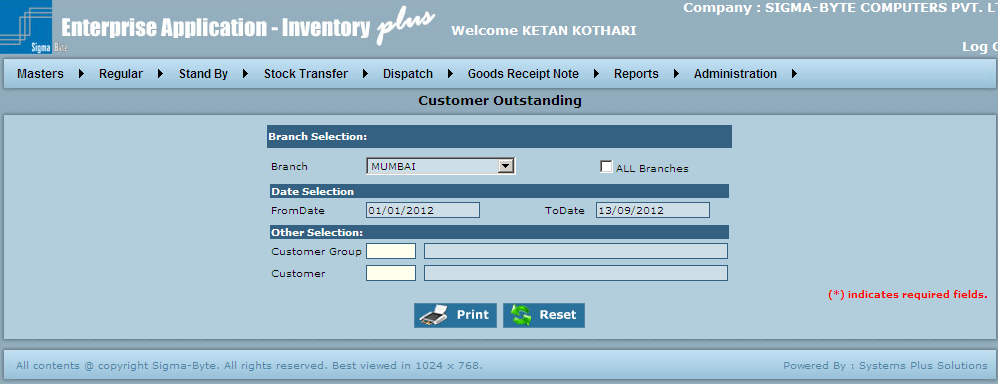 Company : SIGMA-BYTE COMPUTERS PVT.
Enterprise Application - Inventory plus
Welcome KETAN KOTHARI
Sigma Byte
Log
Masters Regular Stand By Stock Transfer Dispatch Goods Receipt Note Reports Administration
Customer Outstanding
Branch Selection:
Branch MUMBAI ALL Branches
Date Selection
FromDate 01/01/2012 ToDate 13/09/2012
Other Selection:
Customer Group
Customer
(*) indicates required fields.
Print Reset
All contents @ copyright Sigma-Byte. All rights reserved. Best viewed in 1024 x 768. Powered By : Systems Plus Solutions